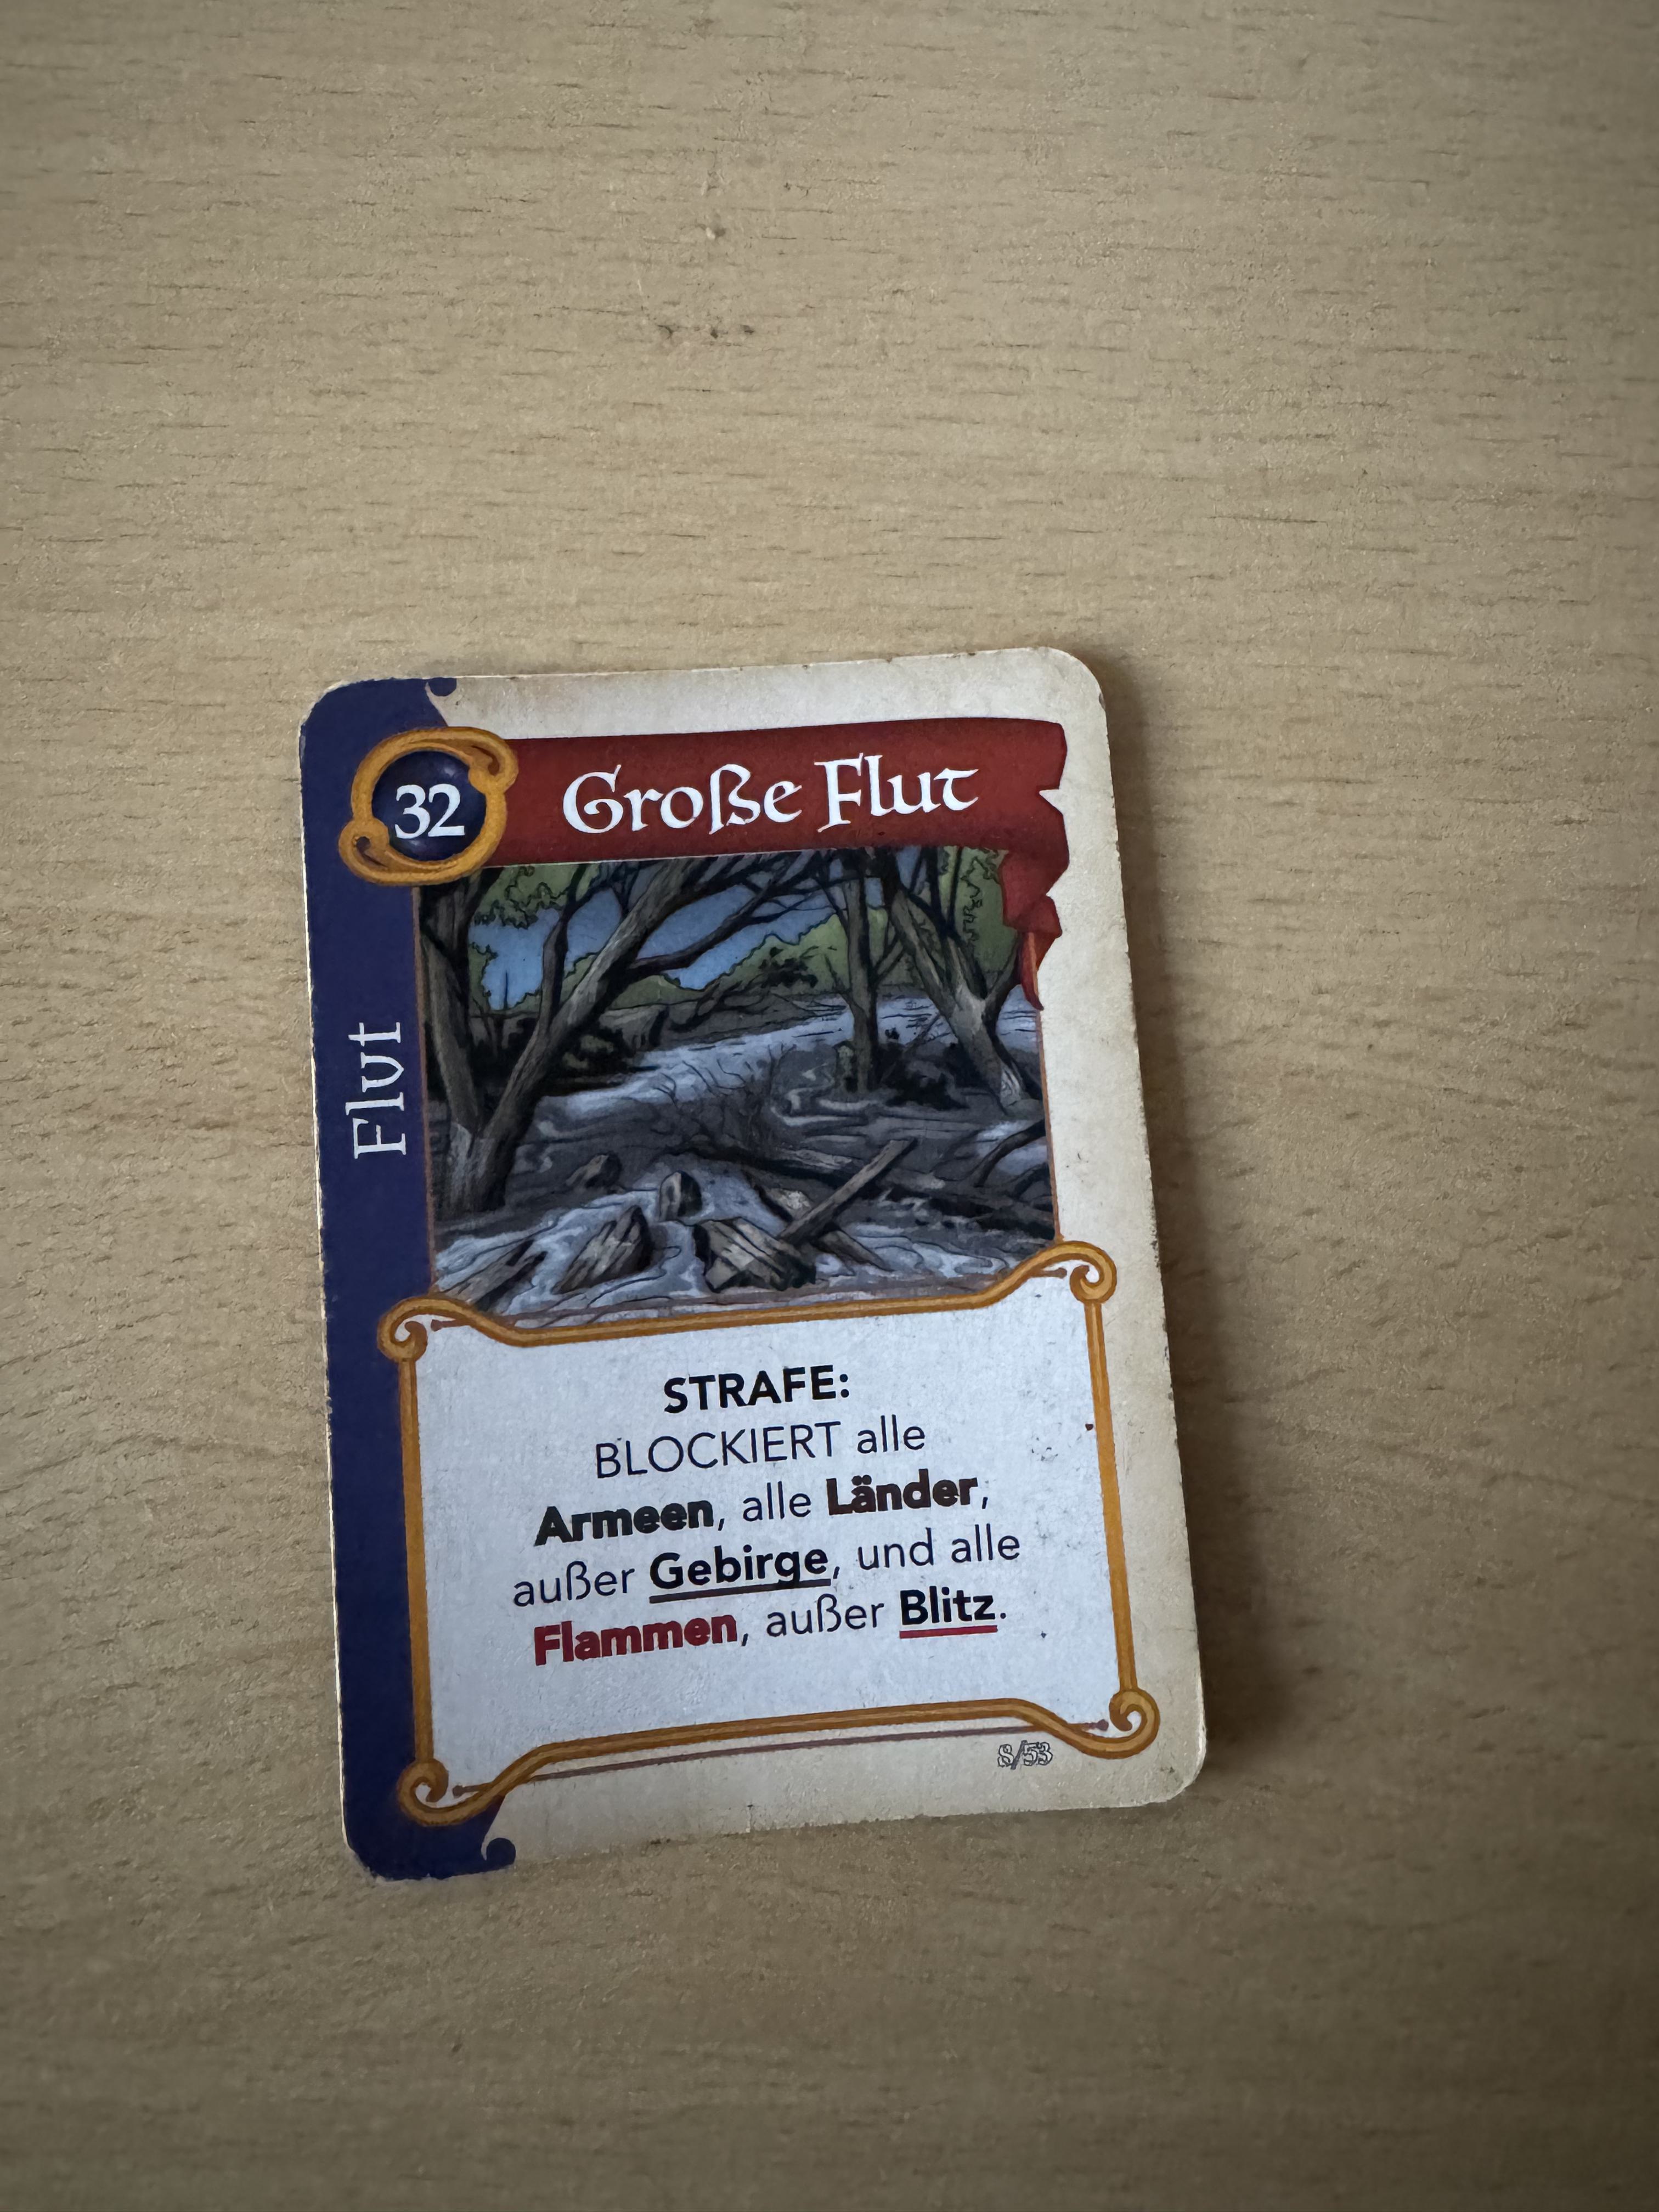 32
Große Flut
Flut
STRAFE:
BLOCKIERT alle
Armeen, alle Länder,
außer Gebirge, und alle
Flammen, außer Blitz.
8/53